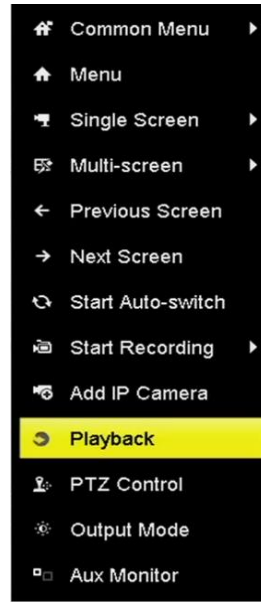 Common Menu
Menu
Single Screen
Multi-screen
Previous Screen
Next Screen
Start Auto-switch
Start Recording
Add IP Camera
Playback
PTZ Control
Output Mode
Aux Monitor